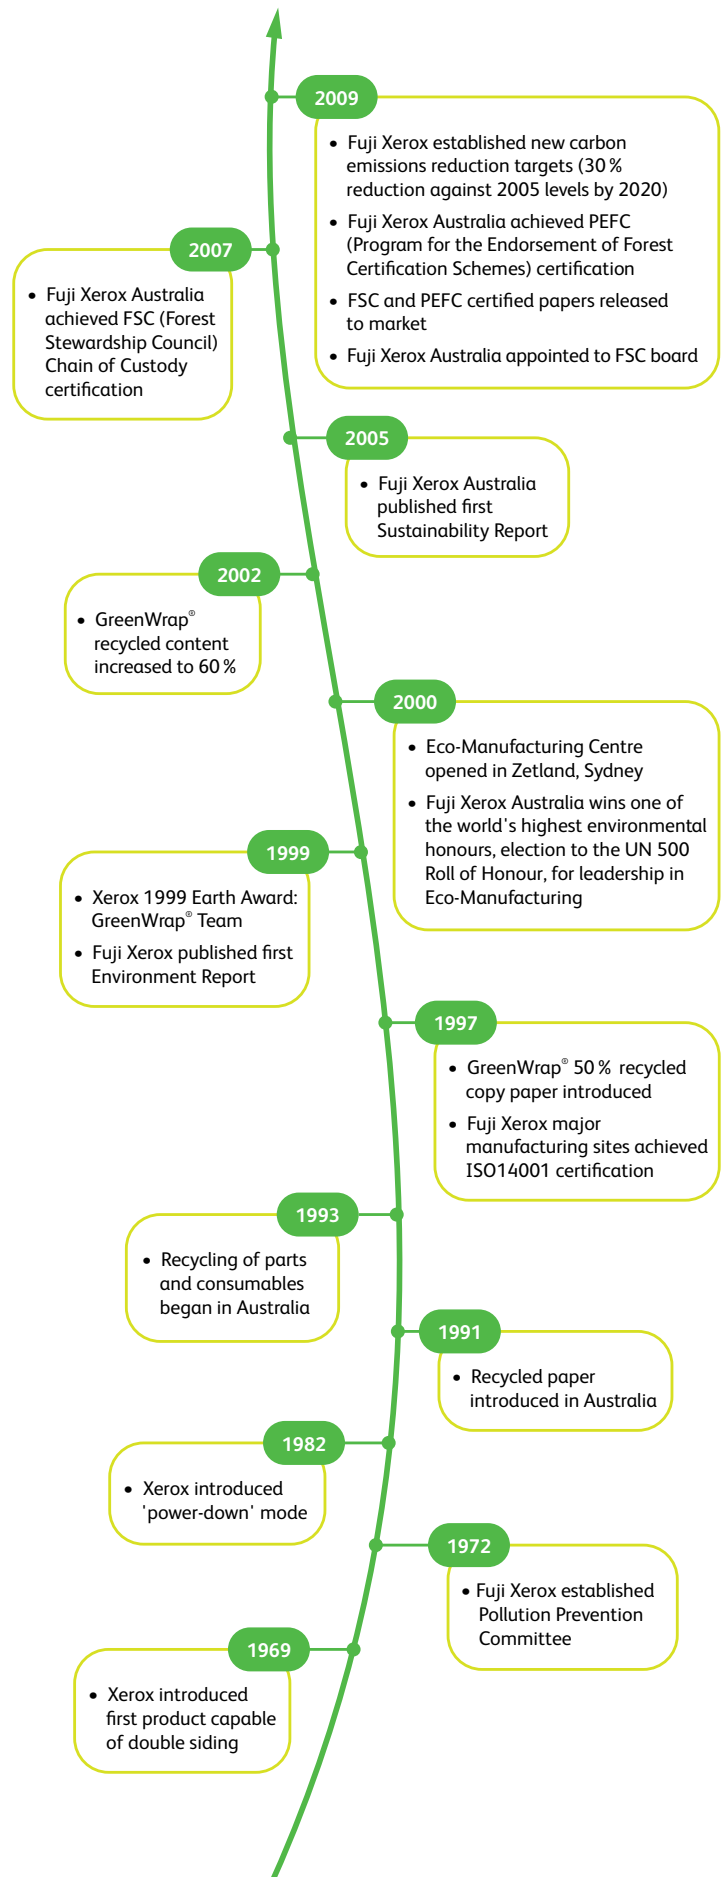 2009
• Fuji Xerox established new carbon
emissions reduction targets (30 %
reduction against 2005 levels by 2020)
• Fuji Xerox Australia achieved PEFC
(Program for the Endorsement of Forest
Certification Schemes) certification
• FSC and PEFC certified papers released
to market
• Fuji Xerox Australia appointed to FSC board
2007
• Fuji Xerox Australia
achieved FSC (Forest
Stewardship Council)
Chain of Custody
certification
2005
• Fuji Xerox Australia
published first
Sustainability Report
2002
• GreenWrap®
recycled content
increased to 60 %
2000
• Eco-Manufacturing Centre
opened in Zetland, Sydney
• Fuji Xerox Australia wins one of
the world's highest environmental
honours, election to the UN 500
Roll of Honour, for leadership in
Eco-Manufacturing
1999
• Xerox 1999 Earth Award:
GreenWrap® Team
• Fuji Xerox published first
Environment Report
1997
• GreenWrap® 50 % recycled
copy paper introduced
• Fuji Xerox major
manufacturing sites achieved
ISO14001 certification
1993
• Recycling of parts
and consumables
began in Australia
1991
• Recycled paper
introduced in Australia
1982
• Xerox introduced
'power-down' mode
1972
• Fuji Xerox established
Pollution Prevention
Committee
1969
• Xerox introduced
first product capable
of double siding